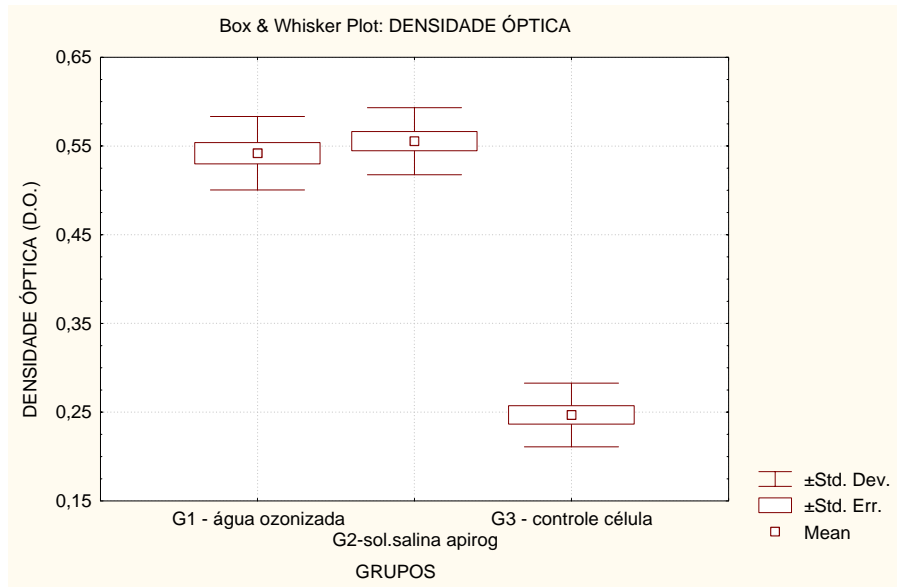 Box & Whisker Plot: DENSIDADE ÓPTICA
DENSIDADE ÓPTICA (D.O.)
0,65
0,55
0,45
0,35
0,25
0,15
G1 - água ozonizada
G2-sol.salina apirog
G3 - controle célula
GRUPOS
±Std. Dev.
±Std. Err.
Mean